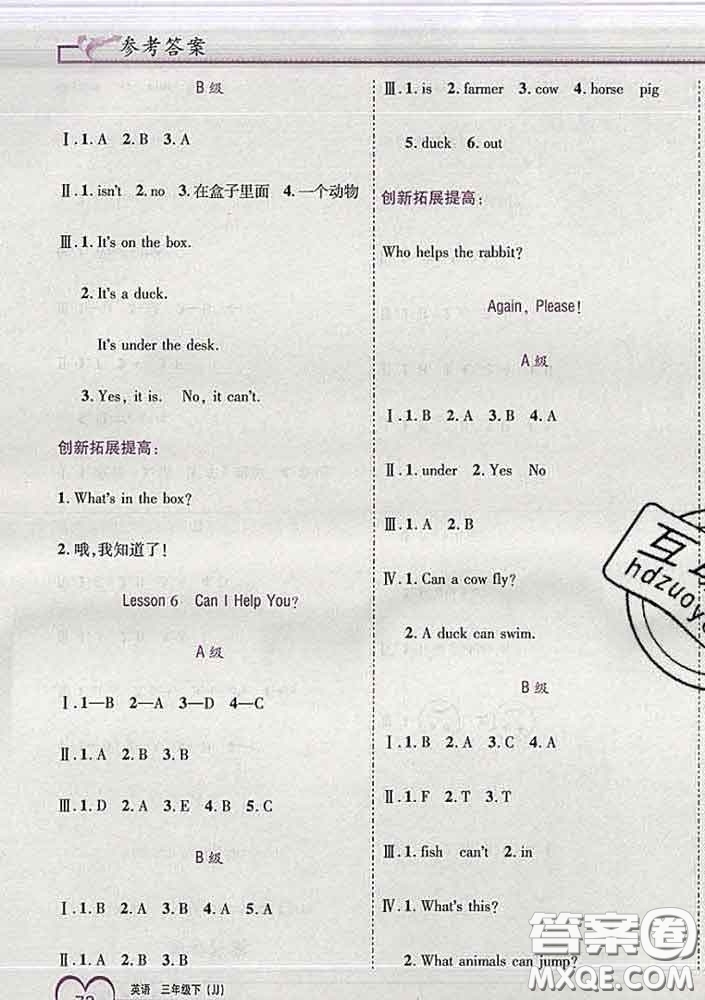 参考答案
B级
Ⅰ.1. A 2. B 3. A
Ⅱ.1. isn't 2. no 3. 在盒子里面 4. 一个动物
Ⅲ.1. It's on the box.
2. It's a duck.
It's under the desk.
3. Yes, it is. No, it can't.
创新拓展提高:
1. What's in the box?
2. 哦,我知道了!
Lesson 6 Can I Help You?
A级
Ⅰ.1—B 2—A 3—D 4—C
Ⅱ.1. B 2. B 3. B
Ⅲ.1. D 2. A 3. E 4. B 5. C
B级
Ⅰ.1. B 2. B 3. A 4. A 5. A
Ⅱ.1. B 2. A 3. B
英语 三年级下 (JJ)
Ⅲ.1. is 2. farmer 3. cow 4. horse pig
5. duck 6. out
创新拓展提高:
Who helps the rabbit?
Again, Please!
A级
Ⅰ.1. B 2. A 3. B 4. A
Ⅱ.1. under 2. Yes No
Ⅲ.1. A 2. B
Ⅳ.1. Can a cow fly?
2. A duck can swim.
B级
Ⅰ.1. B 2. A 3. C 4. A
Ⅱ.1. F 2. T
Ⅲ.1. fish can't 2. in
Ⅳ.1. What's this?
2. What animals can jump?
互
hdzuoye
答案圈
MXQE.COM